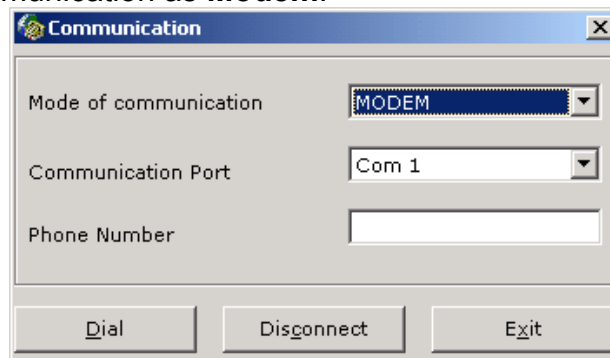 Communication
Mode of communication MODEM
Communication Port Com 1
Phone Number
Dial Disconnect Exit